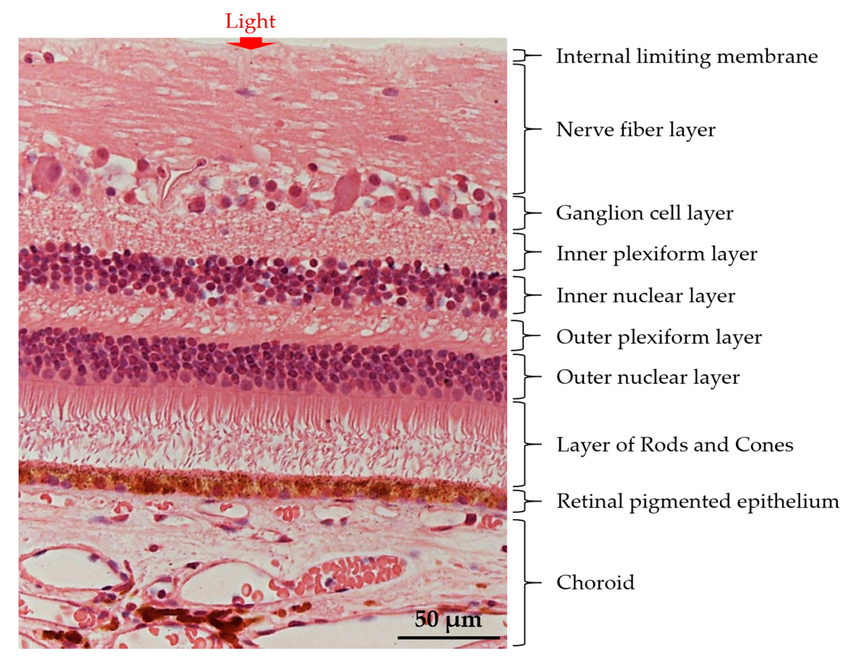 Light
Internal limiting membrane
Nerve fiber layer
Ganglion cell layer
Inner plexiform layer
Inner nuclear layer
Outer plexiform layer
Outer nuclear layer
Layer of Rods and Cones
Retinal pigmented epithelium
Choroid
50 µm